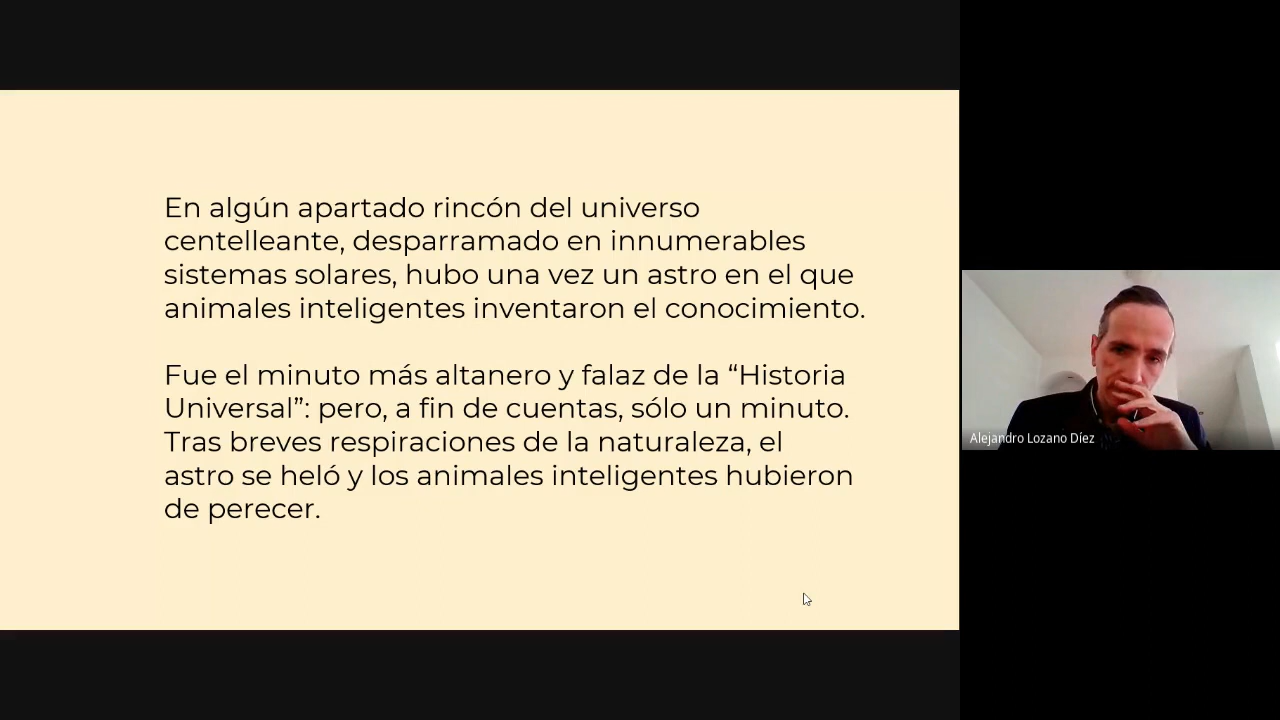 En algún apartado rincón del universo
centelleante, desparramado en innumerables
sistemas solares, hubo una vez un astro en el que
animales inteligentes inventaron el conocimiento.
Fue el minuto más altanero y falaz de la “Historia
Universal”: pero, a fin de cuentas, sólo un minuto.
Tras breves respiraciones de la naturaleza, el
astro se heló y los animales inteligentes hubieron
de perecer.
Alejandro Lozano Díez